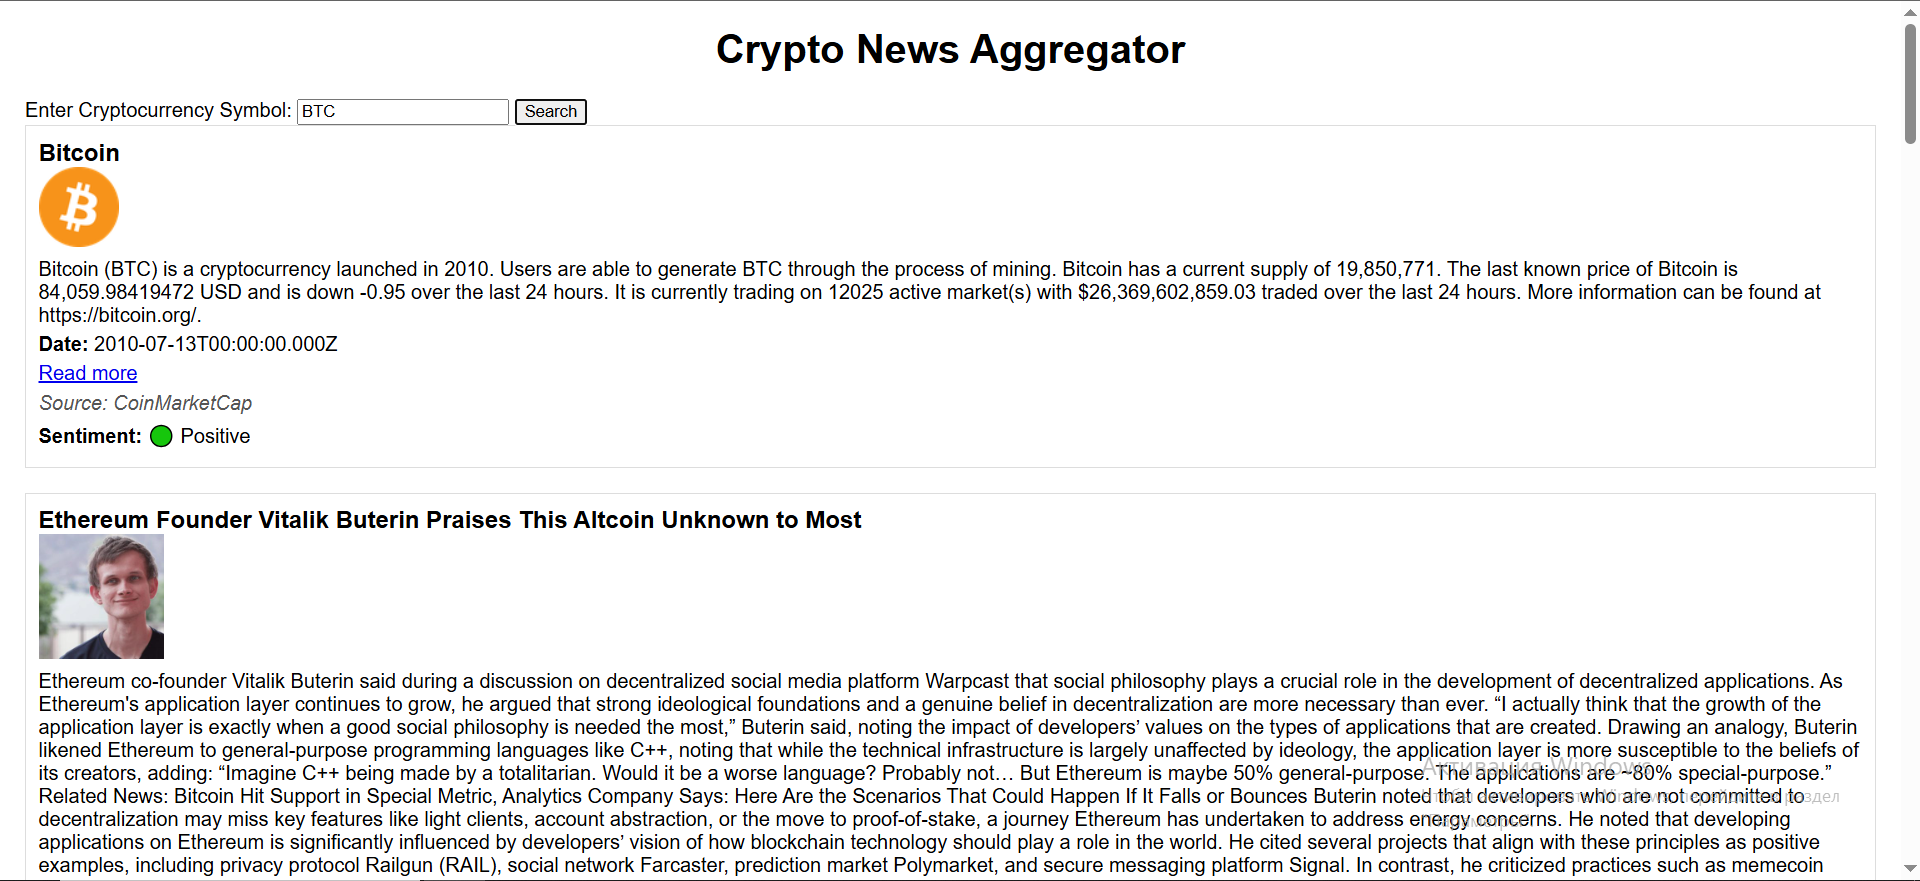 Crypto News Aggregator
Enter Cryptocurrency Symbol: BTC Search
Bitcoin
Bitcoin (BTC) is a cryptocurrency launched in 2010. Users are able to generate BTC through the process of mining. Bitcoin has a current supply of 19,850,771. The last known price of Bitcoin is
84,059.98419472 USD and is down -0.95 over the last 24 hours. It is currently trading on 12025 active market(s) with $26,369,602,859.03 traded over the last 24 hours. More information can be found at
https://bitcoin.org/.
Date: 2010-07-13T00:00:00.000Z
Read more
Source: CoinMarketCap
Sentiment: Positive
Ethereum Founder Vitalik Buterin Praises This Altcoin Unknown to Most
Ethereum co-founder Vitalik Buterin said during a discussion on decentralized social media platform Warpcast that social philosophy plays a crucial role in the development of decentralized applications. As
Ethereum's application layer continues to grow, he argued that strong ideological foundations and a genuine belief in decentralization are more necessary than ever. “I actually think that the growth of the
application layer is exactly when a good social philosophy is needed the most,” Buterin said, noting the impact of developers’ values on the types of applications that are created. Drawing an analogy, Buterin
likened Ethereum to general-purpose programming languages like C++, noting that while the technical infrastructure is largely unaffected by ideology, the application layer is more susceptible to the beliefs of
its creators, adding: “Imagine C++ being made by a totalitarian. Would it be a worse language? Probably not… But Ethereum is maybe 50% general-purpose. The applications are ~80% special-purpose.”
Активация Windows
Related News: Bitcoin Hit Support in Special Metric, Analytics Company Says: Here Are the Scenarios That Could Happen If It Falls or Bounces Buterin noted that developers who are not committed to
decentralization may miss key features like light clients, account abstraction, or the move to proof-of-stake, a journey Ethereum has undertaken to address energy concerns. He noted that developing
applications on Ethereum is significantly influenced by developers’ vision of how blockchain technology should play a role in the world. He cited several projects that align with these principles as positive
examples, including privacy protocol Railgun (RAIL), social network Farcaster, prediction market Polymarket, and secure messaging platform Signal. In contrast, he criticized practices such as memecoin